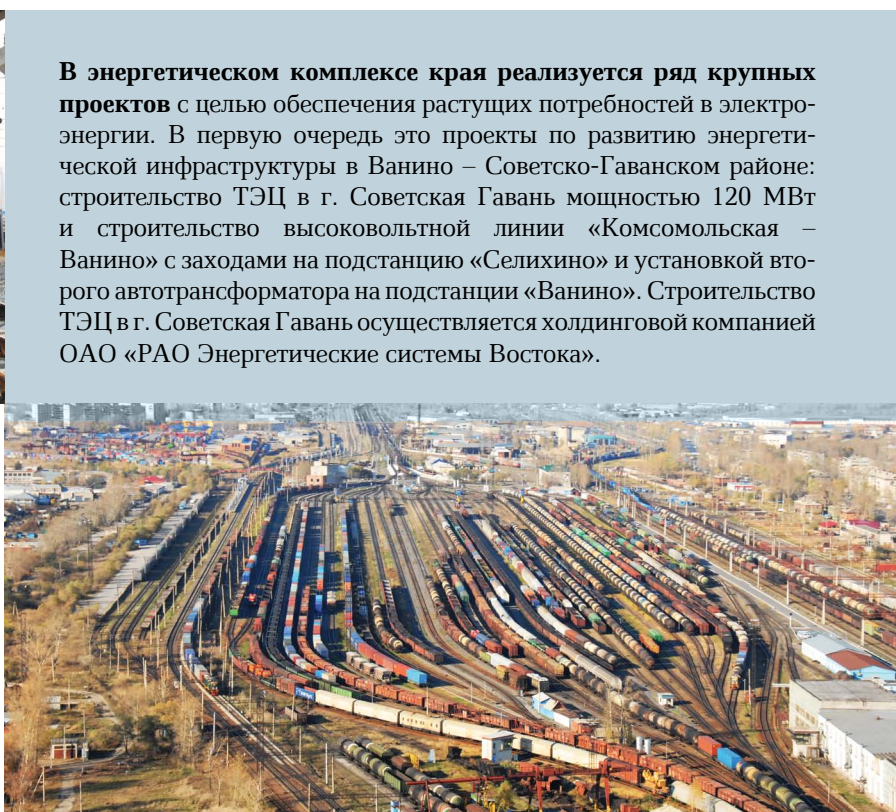 В энергетическом комплексе края реализуется ряд крупных
проектов с целью обеспечения растущих потребностей в электро-
энергии. В первую очередь это проекты по развитию энергети-
ческой инфраструктуры в Ванино – Советско-Гаванском районе:
строительство ТЭЦ в г. Советская Гавань мощностью 120 МВт
и строительство высоковольтной линии «Комсомольская –
Ванино» с заходами на подстанцию «Селихино» и установкой вто-
рого автотрансформатора на подстанции «Ванино». Строительство
ТЭЦ в г. Советская Гавань осуществляется холдинговой компанией
ОАО «РАО Энергетические системы Востока».